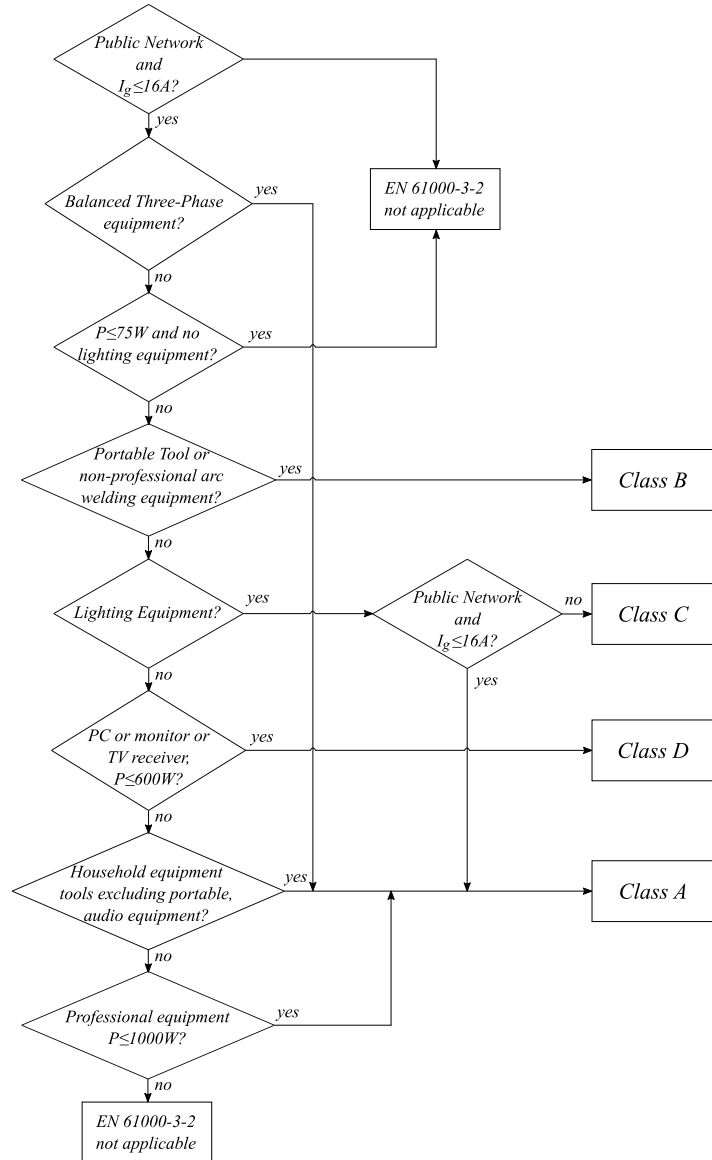 Public Network
and
Ig≤16A?
yes
Balanced Three-Phase
equipment?
yes
EN 61000-3-2
not applicable
no
P≤75W and no
lighting equipment?
yes
no
Portable Tool or
non-professional arc
welding equipment?
yes
Class B
no
Lighting Equipment?
yes
Public Network
and
Ig≤16A?
no
Class C
yes
no
PC or monitor or
TV receiver,
P≤600W?
yes
Class D
no
Household equipment
tools excluding portable,
audio equipment?
yes
Class A
no
Professional equipment
P≤1000W?
yes
no
EN 61000-3-2
not applicable